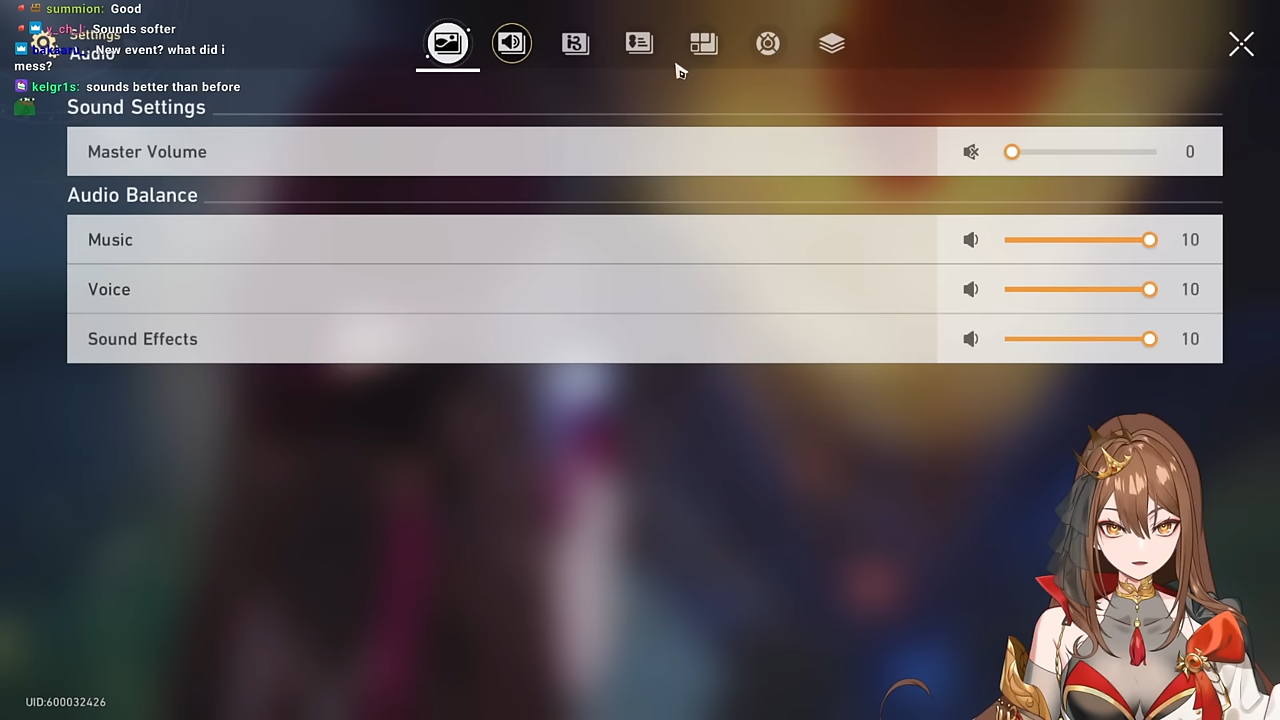 summion: Good
y_ch_l: Sounds softer
Settings
Audio
New event? what did i
mess?
kelgr1s: sounds better than before
Sound Settings
Master Volume 0
Audio Balance
Music 10
Voice 10
Sound Effects 10
UID:600032426